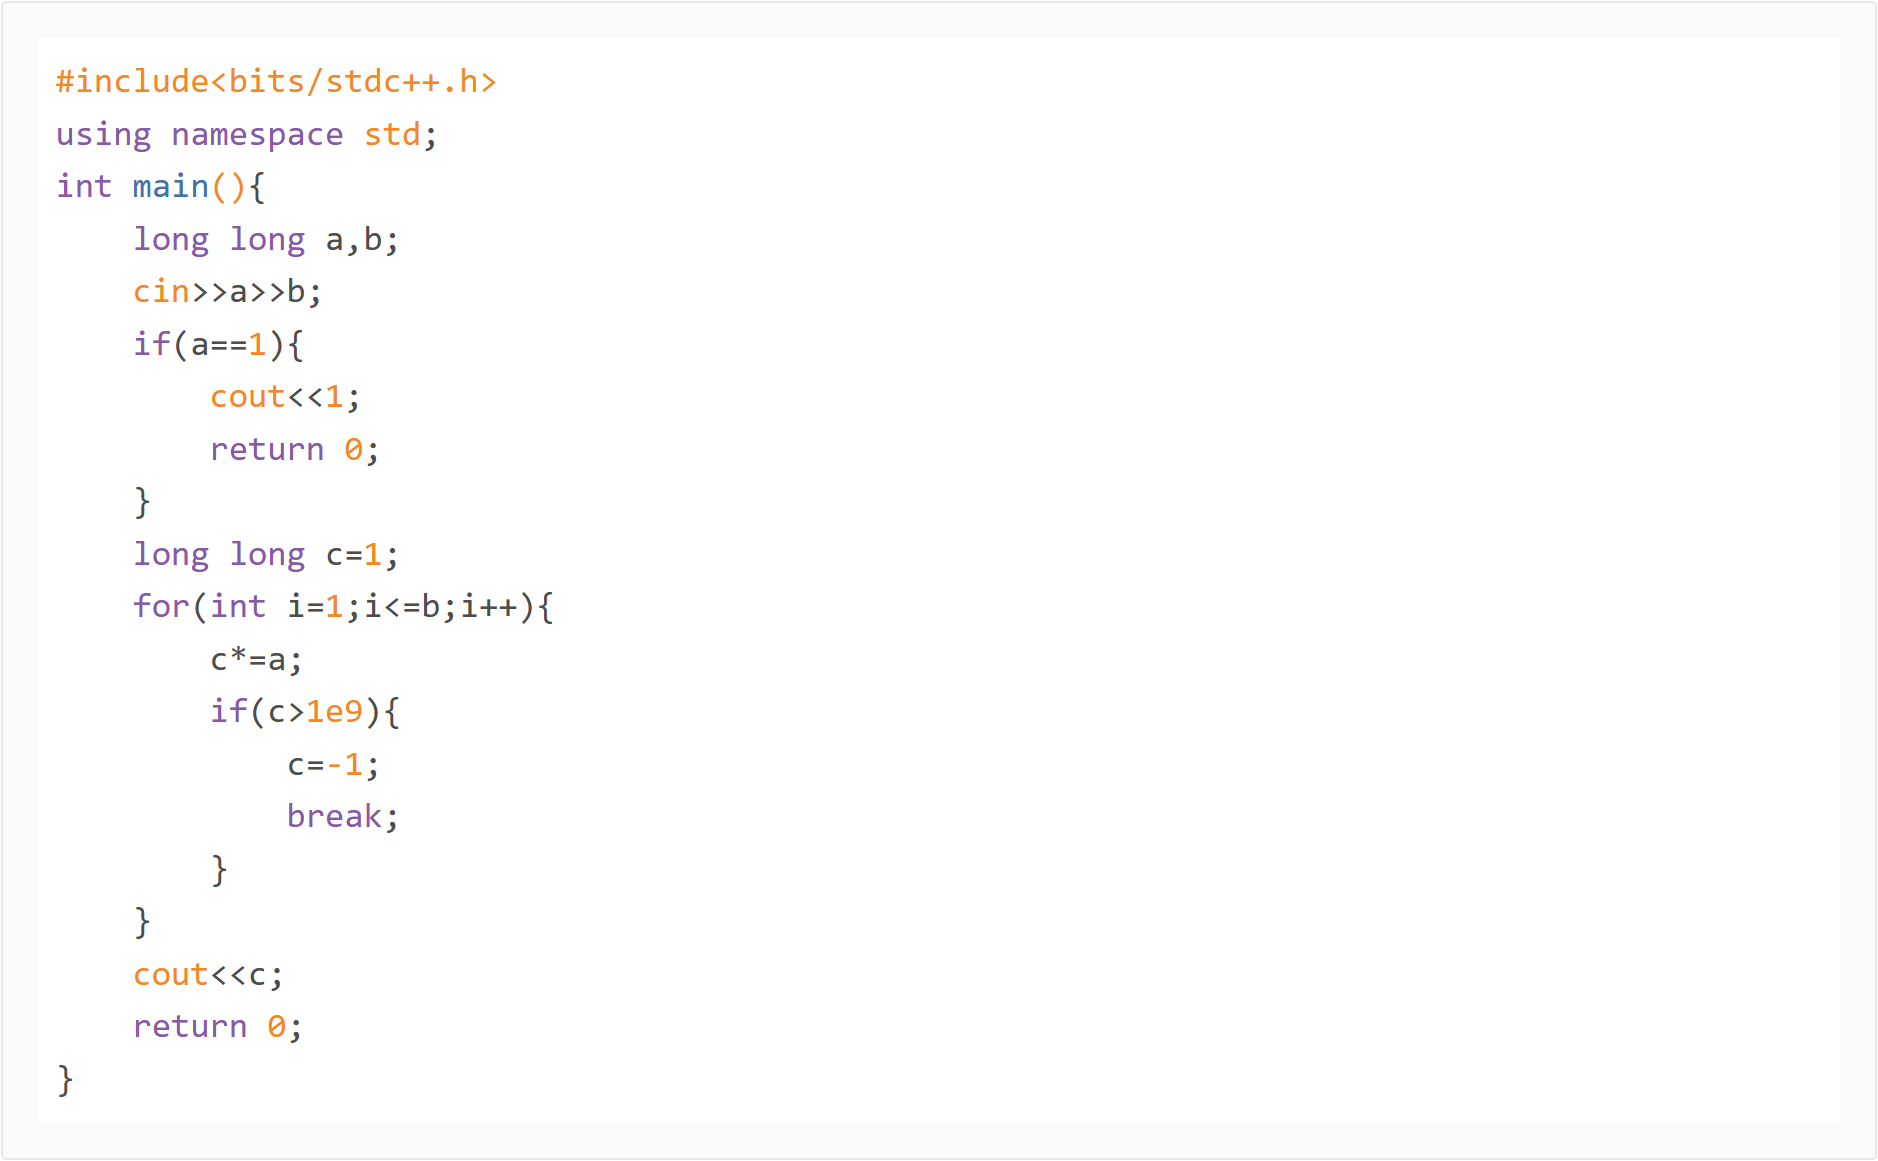 #include<bits/stdc++.h>
using namespace std;
int main(){
    long long a,b;
    cin>>a>>b;
    if(a==1){
        cout<<1;
        return 0;
    }
    long long c=1;
    for(int i=1;i<=b;i++){
        c*=a;
        if(c>1e9){
            c=-1;
            break;
        }
    }
    cout<<c;
    return 0;
}